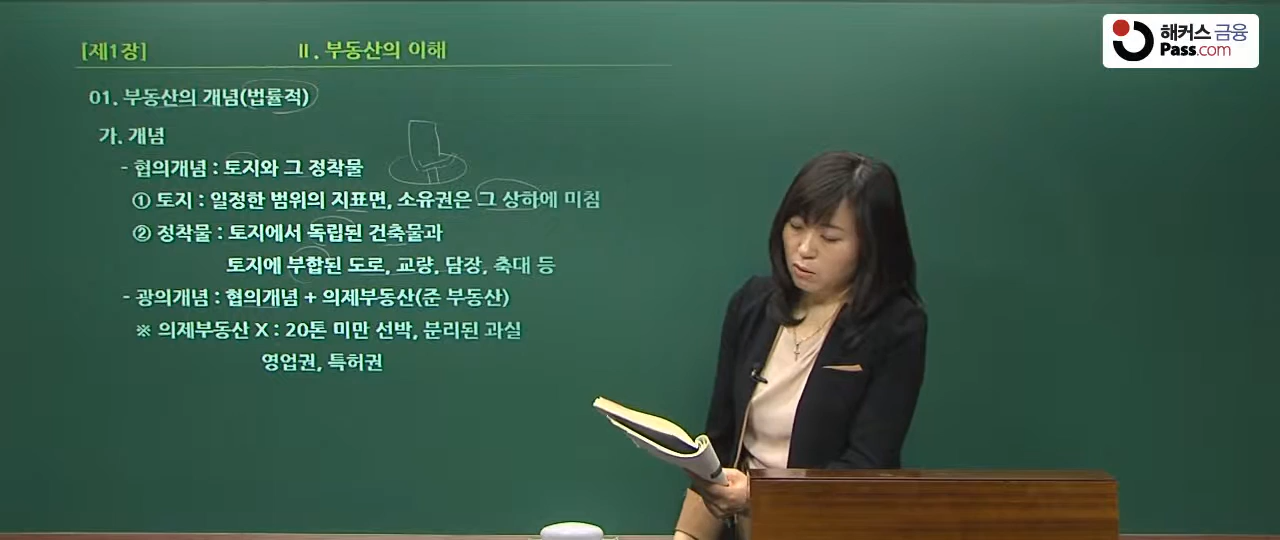 [제1장] Ⅱ. 부동산의 이해
해커스 금융
Pass.com
01. 부동산의 개념(법률적)
가. 개념
- 협의개념 : 토지와 그 정착물
① 토지 : 일정한 범위의 지표면, 소유권은 그 상하에 미침
② 정착물 : 토지에서 독립된 건축물과
토지에 부합된 도로, 교량, 담장, 축대 등
- 광의개념 : 협의개념 + 의제부동산(준 부동산)
※ 의제부동산 X : 20톤 미만 선박, 분리된 과실
영업권, 특허권